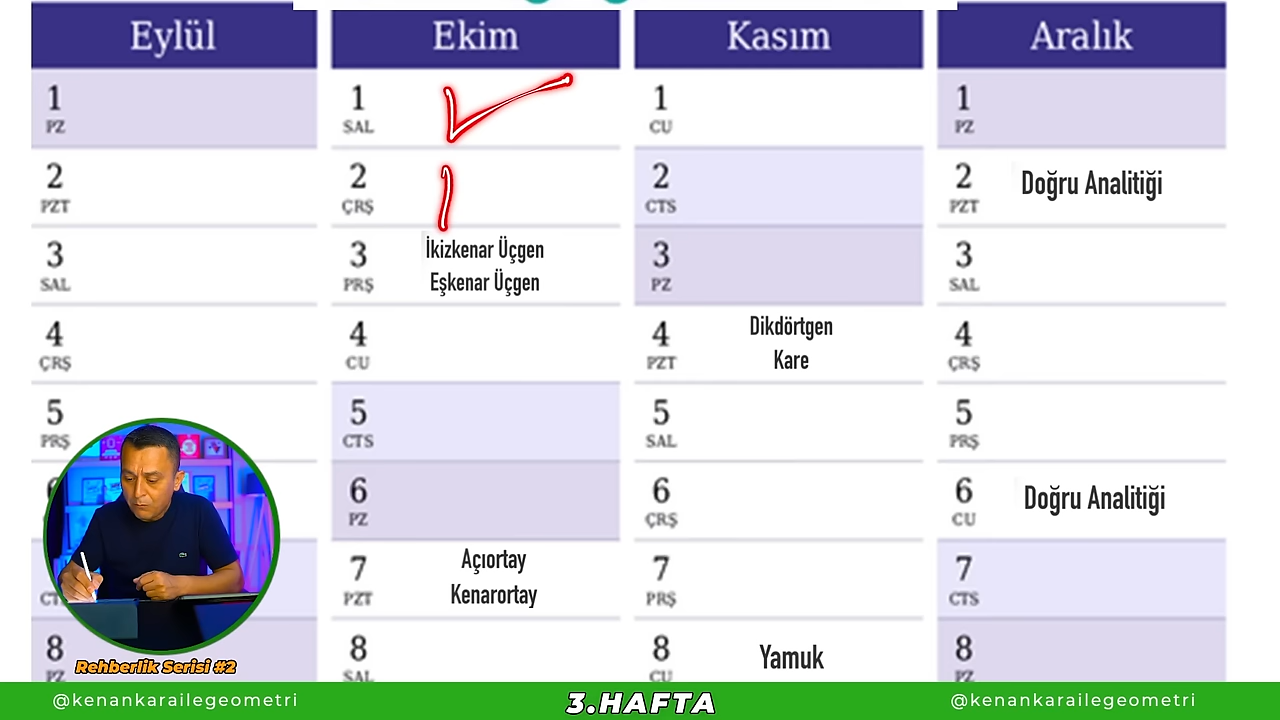 Eylül
1
PZ
2
PZT
3
SAL
4
ÇRŞ
5
PRŞ
8
PZ
Ekim
1
SAL
2
ÇRŞ
3
PRŞ
İkizkenar Üçgen
Eşkenar Üçgen
4
CU
5
CTS
6
PZ
7
PZT
Açıortay
Kenarortay
8
SAL
Kasım
1
CU
2
CTS
3
PZ
4
PZT
Dikdörtgen
Kare
5
SAL
6
ÇRŞ
7
PRŞ
8
CU
Yamuk
Aralık
1
PZ
2
PZT
Doğru Analitiği
3
SAL
4
ÇRŞ
5
PRŞ
6
CU
Doğru Analitiği
7
CTS
8
PZ
Rehberlik Serisi #2
@kenankarailegeometri
3.HAFTA
@kenankarailegeometri